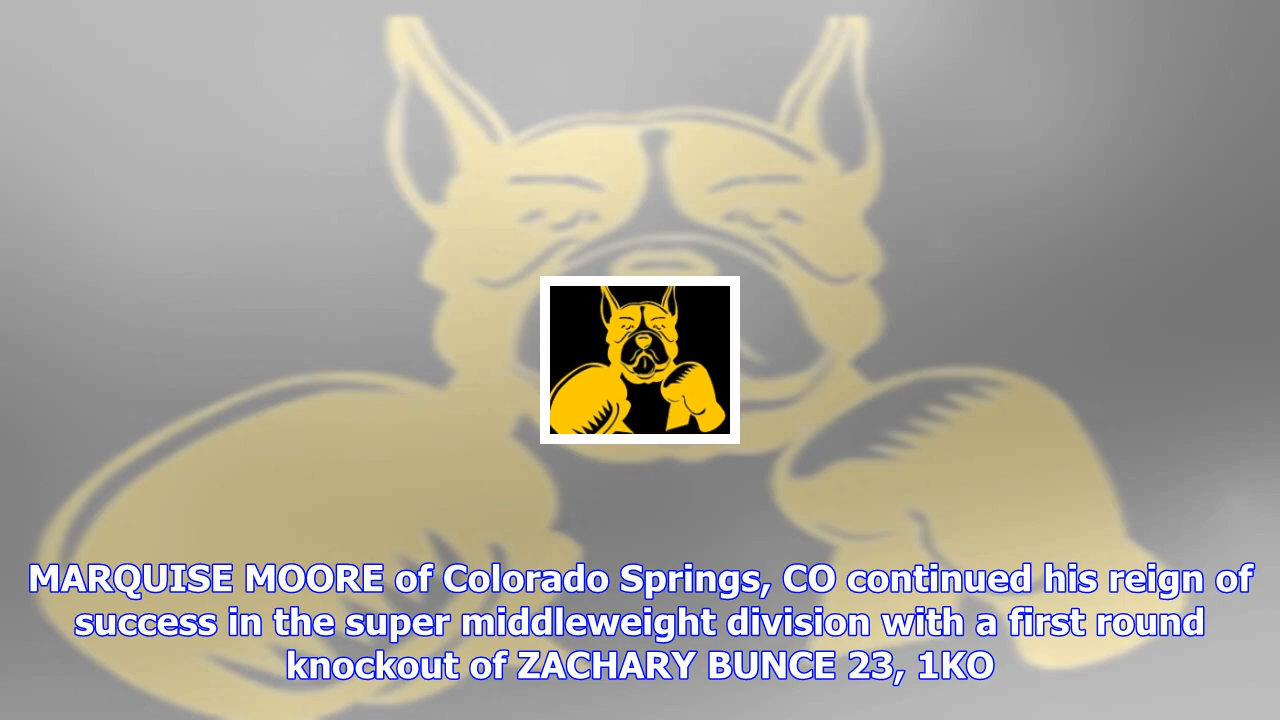 MARQUISE MOORE of Colorado Springs, CO continued his reign of
success in the super middleweight division with a first round
knockout of ZACHARY BUNCE 23, 1KO